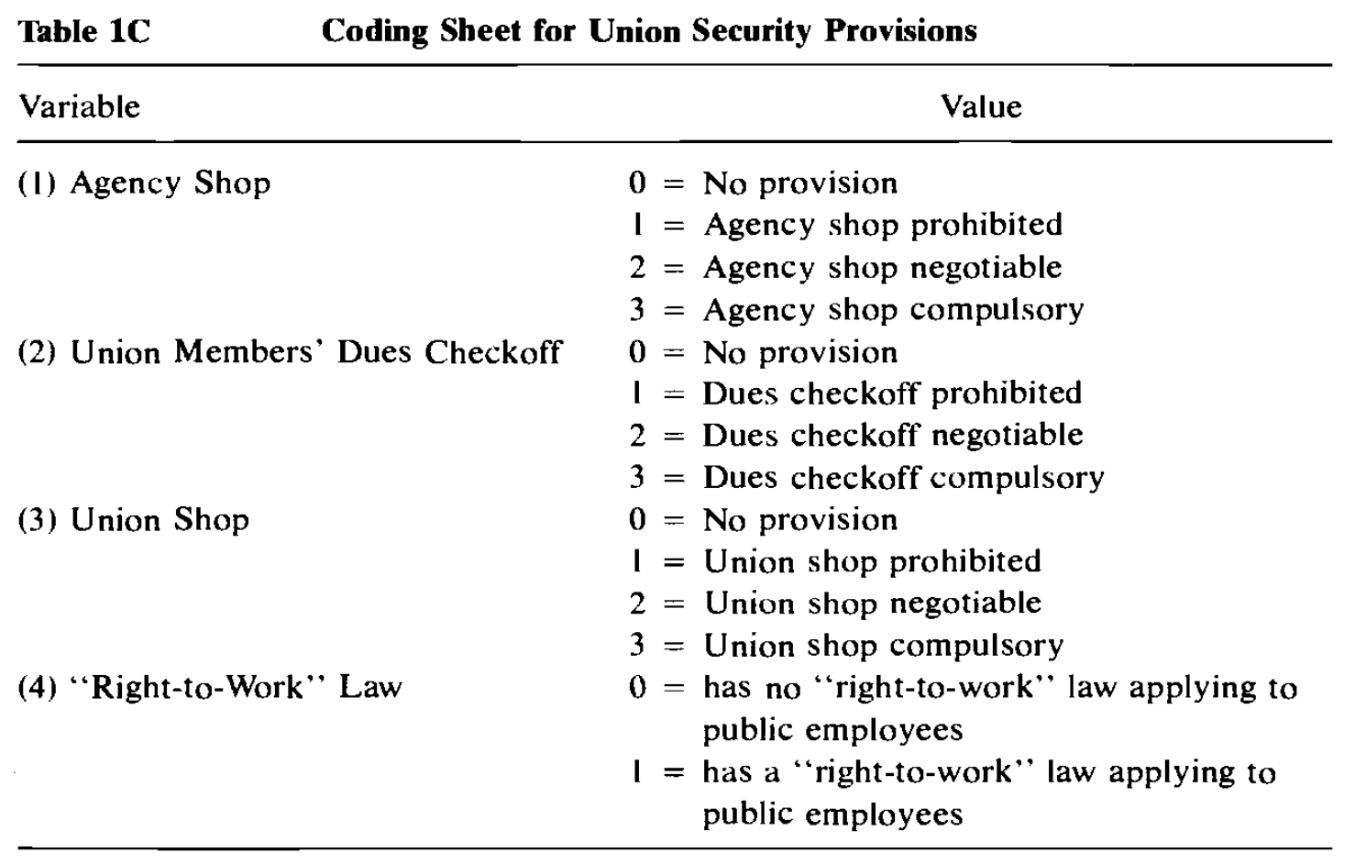 Table 1C Coding Sheet for Union Security Provisions
Variable Value
(1) Agency Shop 0 = No provision
1 = Agency shop prohibited
2 = Agency shop negotiable
3 = Agency shop compulsory
(2) Union Members' Dues Checkoff 0 = No provision
1 = Dues checkoff prohibited
2 = Dues checkoff negotiable
3 = Dues checkoff compulsory
(3) Union Shop 0 = No provision
1 = Union shop prohibited
2 = Union shop negotiable
3 = Union shop compulsory
(4) "Right-to-Work" Law 0 = has no "right-to-work" law applying to
public employees
1 = has a "right-to-work" law applying to
public employees